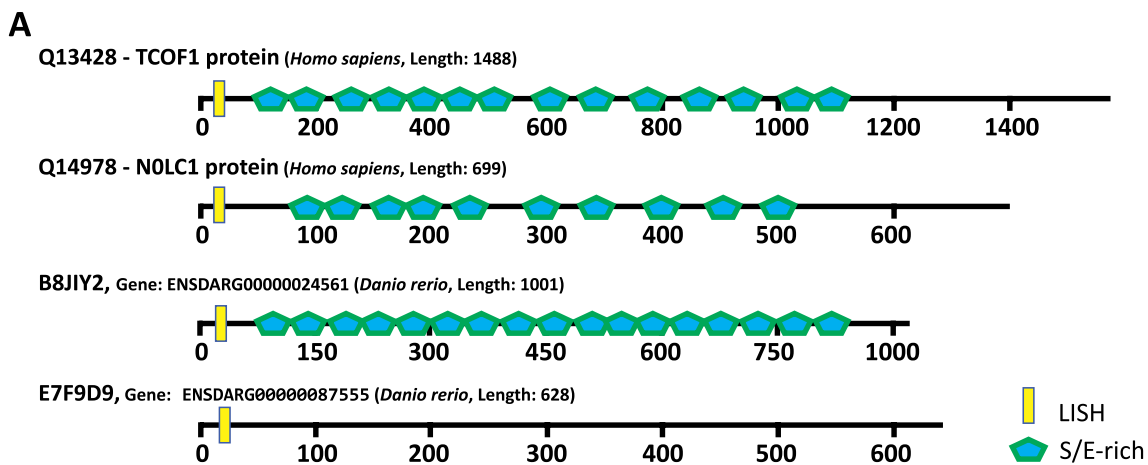 A
Q13428 - TCOF1 protein (Homo sapiens, Length: 1488)
0 200 400 600 800 1000 1200 1400
Q14978 - N0LC1 protein (Homo sapiens, Length: 699)
0 100 200 300 400 500 600
B8JIY2, Gene: ENSDARG00000024561 (Danio rerio, Length: 1001)
0 150 300 450 600 750 1000
E7F9D9, Gene: ENSDARG00000087555 (Danio rerio, Length: 628)
0 100 200 300 400 500 600
LISH
S/E-rich